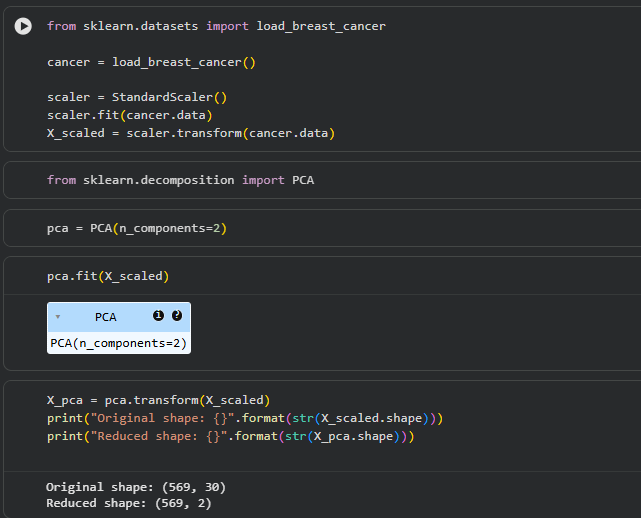 from sklearn.datasets import load_breast_cancer
cancer = load_breast_cancer()
scaler = StandardScaler()
scaler.fit(cancer.data)
X_scaled = scaler.transform(cancer.data)
from sklearn.decomposition import PCA
pca = PCA(n_components=2)
pca.fit(X_scaled)
PCA i ?
PCA(n_components=2)
X_pca = pca.transform(X_scaled)
print("Original shape: {}".format(str(X_scaled.shape)))
print("Reduced shape: {}".format(str(X_pca.shape)))
Original shape: (569, 30)
Reduced shape: (569, 2)